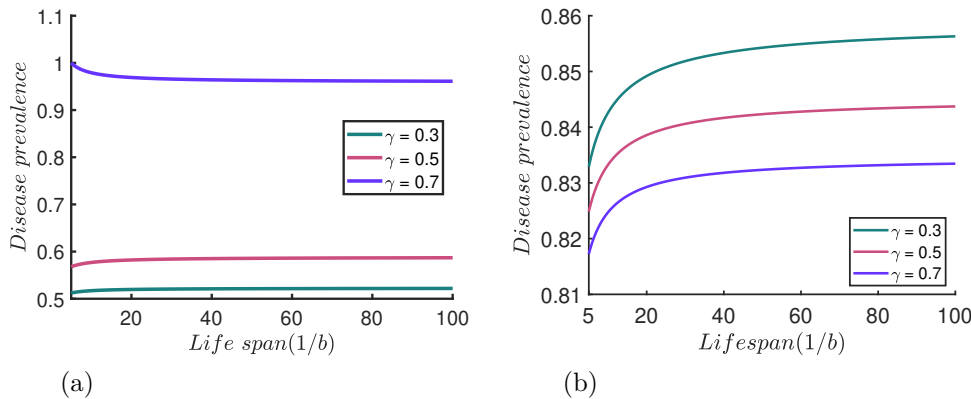 1.1
1
0.9
0.8
0.7
0.6
0.5
Disease prevalence
γ = 0.3
γ = 0.5
γ = 0.7
20 40 60 80 100
Life span(1/b)
(a)
0.86
0.85
0.84
0.83
0.82
0.81
Disease prevalence
γ = 0.3
γ = 0.5
γ = 0.7
5 20 40 60 80 100
Lifespan(1/b)
(b)